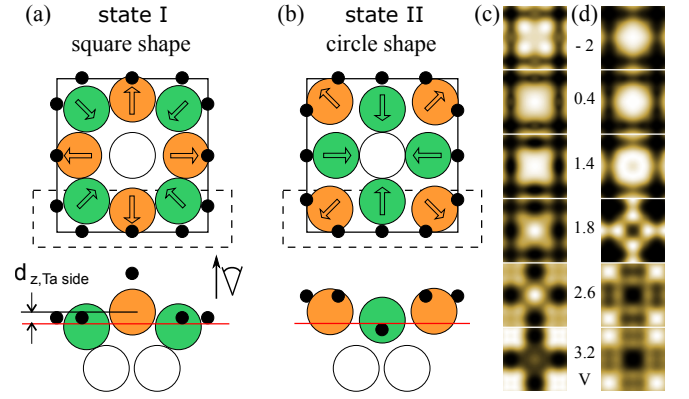 (a) state I
square shape
(b) state II
circle shape
(c) (d)
- 2
0.4
1.4
1.8
2.6
3.2
V
d z,Ta side